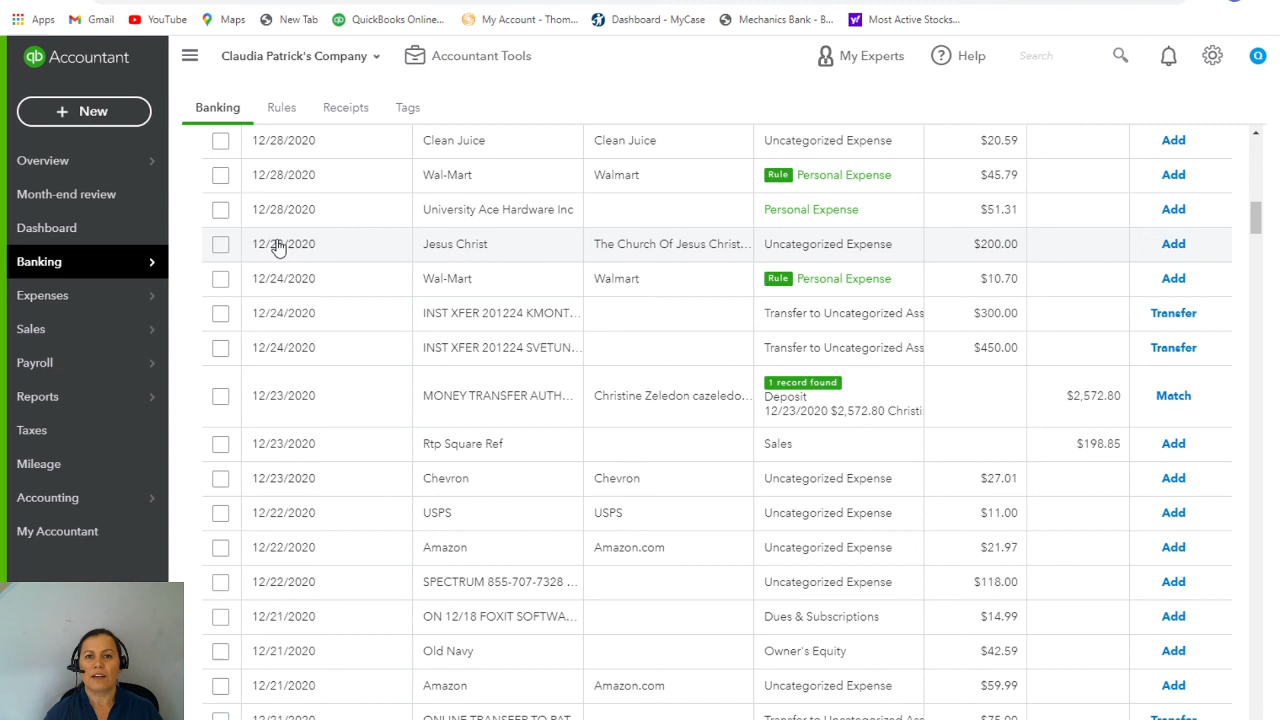 Apps Gmail YouTube Maps New Tab QuickBooks Online... My Account - Thom... Dashboard - MyCase Mechanics Bank - B... Most Active Stocks...
qb Accountant Claudia Patrick's Company Accountant Tools My Experts ? Help Search Q
+ New
Banking Rules Receipts Tags
Overview
Month-end review
Dashboard
Banking
Expenses
Sales
Payroll
Reports
Taxes
Mileage
Accounting
My Accountant
12/28/2020 Clean Juice Clean Juice Uncategorized Expense $20.59 Add
12/28/2020 Wal-Mart Walmart Rule Personal Expense $45.79 Add
12/28/2020 University Ace Hardware Inc Personal Expense $51.31 Add
Jesus Christ The Church Of Jesus Christ... Uncategorized Expense $200.00 Add
12/24/2020 Wal-Mart Walmart Rule Personal Expense $10.70 Add
12/24/2020 INST XFER 201224 KMONT... Transfer to Uncategorized Ass $300.00 Transfer
12/24/2020 INST XFER 201224 SVETUN... Transfer to Uncategorized Ass $450.00 Transfer
1 record found
12/23/2020 MONEY TRANSFER AUTH... Christine Zeledon cazeledo... Deposit $2,572.80 Match
12/23/2020 $2,572.80 Christi
12/23/2020 Rtp Square Ref Sales $198.85 Add
12/23/2020 Chevron Chevron Uncategorized Expense $27.01 Add
12/22/2020 USPS USPS Uncategorized Expense $11.00 Add
12/22/2020 Amazon Amazon.com Uncategorized Expense $21.97 Add
12/22/2020 SPECTRUM 855-707-7328 ... Uncategorized Expense $118.00 Add
12/21/2020 ON 12/18 FOXIT SOFTWA... Dues & Subscriptions $14.99 Add
12/21/2020 Old Navy Owner's Equity $42.59 Add
12/21/2020 Amazon Amazon.com Uncategorized Expense $59.99 Add